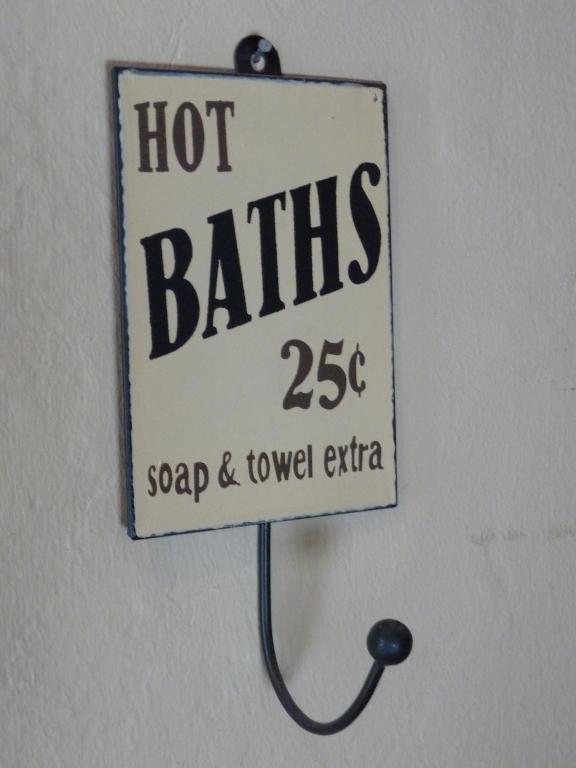 HOT
BATHS
25¢
soap & towel extra